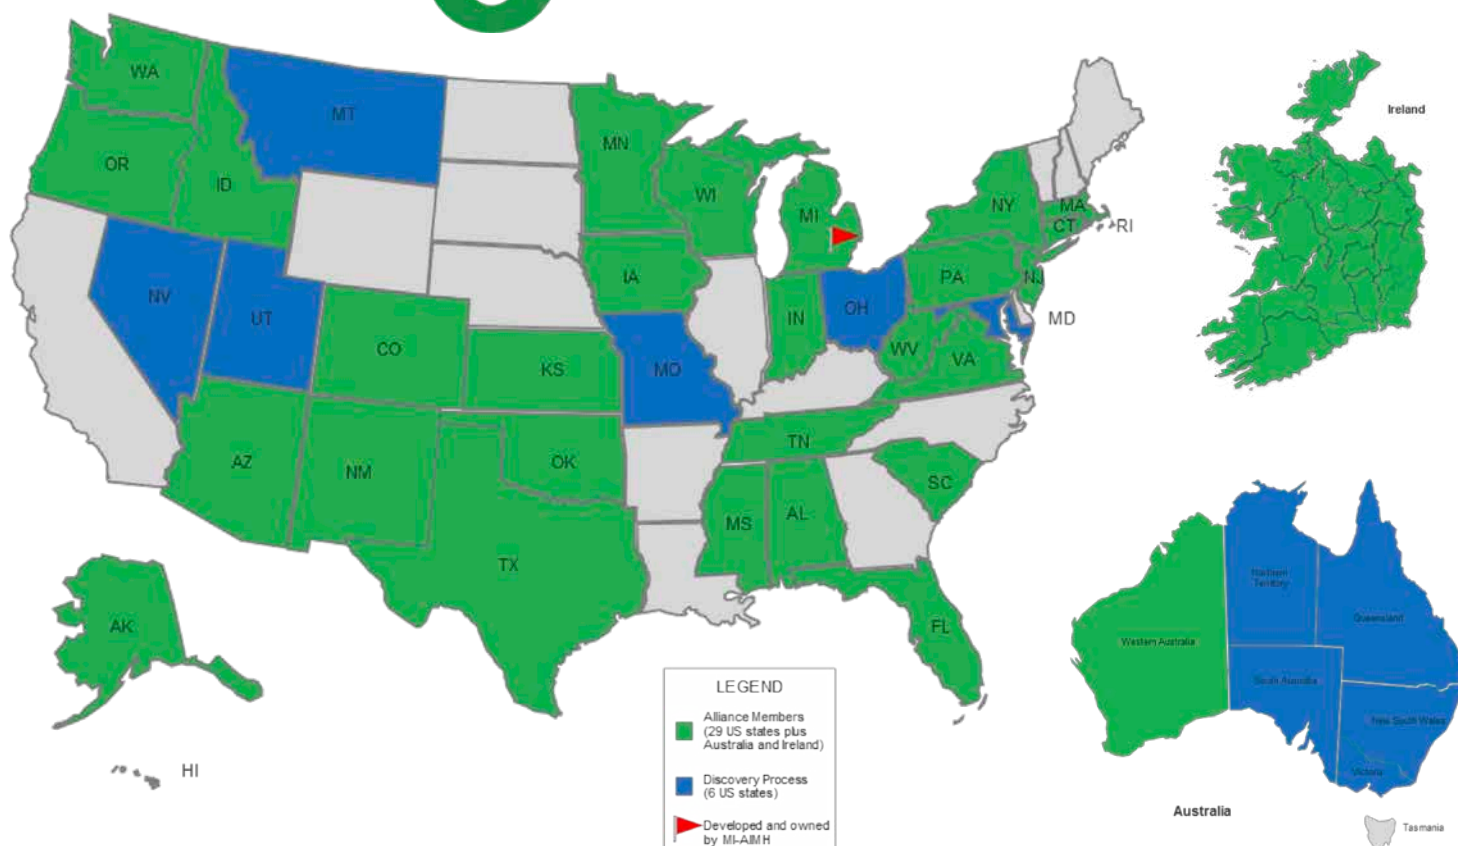 WA
MT
OR
ID
MN
WI
MI
NY
MA
CT
RI
NV
UT
CO
IA
PA
NJ
OH
IN
MD
WV
VA
KS
MO
AZ
NM
OK
TN
SC
MS
AL
TX
FL
AK
HI
Ireland
Northern
Territory
Queensland
Western Australia
South Australia
New South Wales
Victoria
Australia
Tasmania
LEGEND
Alliance Members
(29 US states plus
Australia and Ireland)
Discovery Process
(6 US states)
Developed and owned
by MI-AIMH